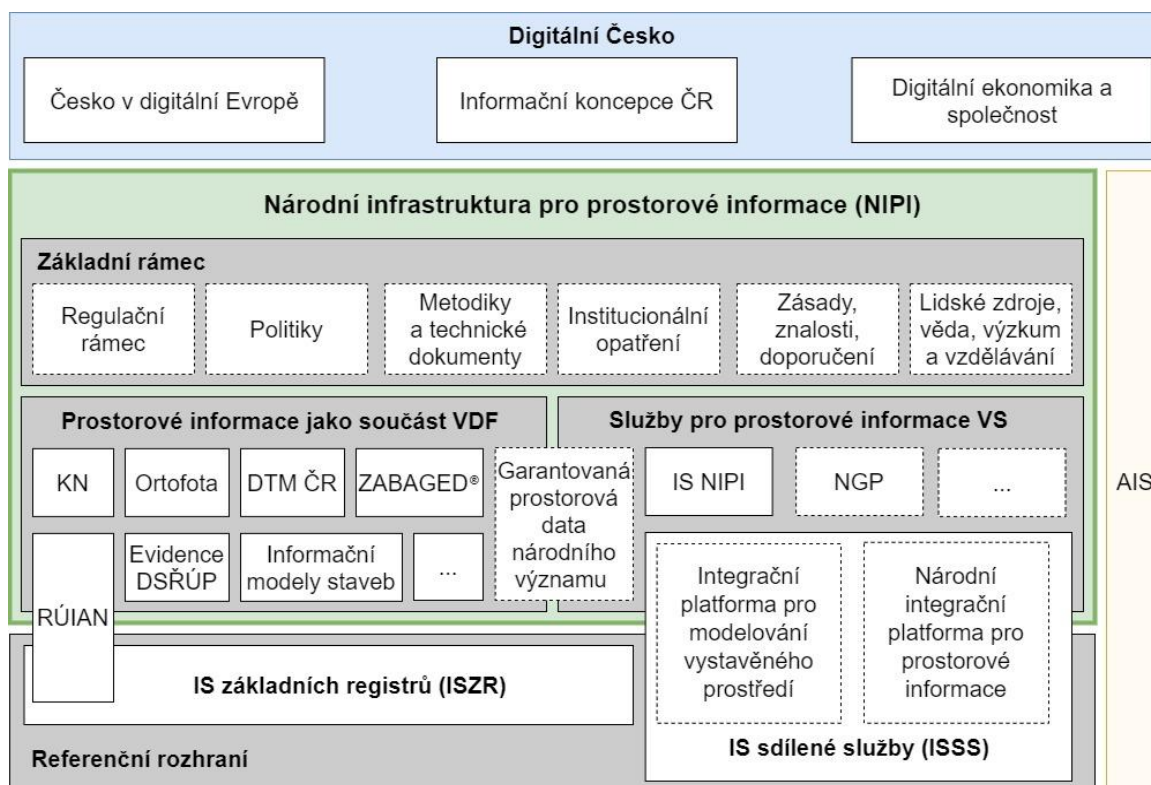 Digitální Česko
Česko v digitální Evropě
Informační koncepce ČR
Digitální ekonomika a
společnost
Národní infrastruktura pro prostorové informace (NIPI)
Základní rámec
Regulační
rámec
Politiky
Metodiky
a technické
dokumenty
Institucionální
opatření
Zásady,
znalosti,
doporučení
Lidské zdroje,
věda, výzkum
a vzdělávání
Prostorové informace jako součást VDF
KN
Ortofota
DTM ČR
ZABAGED®
Garantovaná
prostorová
data
národního
významu
RÚIAN
Evidence
DSŘÚP
Informační
modely staveb
...
Služby pro prostorové informace VS
IS NIPI
NGP
...
Integrační
platforma pro
modelování
vystavěného
prostředí
Národní
integrační
platforma pro
prostorové
informace
IS sdílené služby (ISSS)
IS základních registrů (ISZR)
Referenční rozhraní
AIS